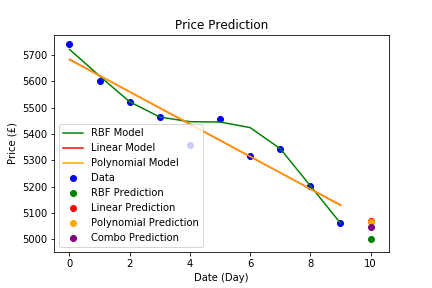 Price Prediction
Price (£)
5700
5600
5500
5400
5300
5200
5100
5000
RBF Model
Linear Model
Polynomial Model
Data
RBF Prediction
Linear Prediction
Polynomial Prediction
Combo Prediction
0 2 4 6 8 10
Date (Day)